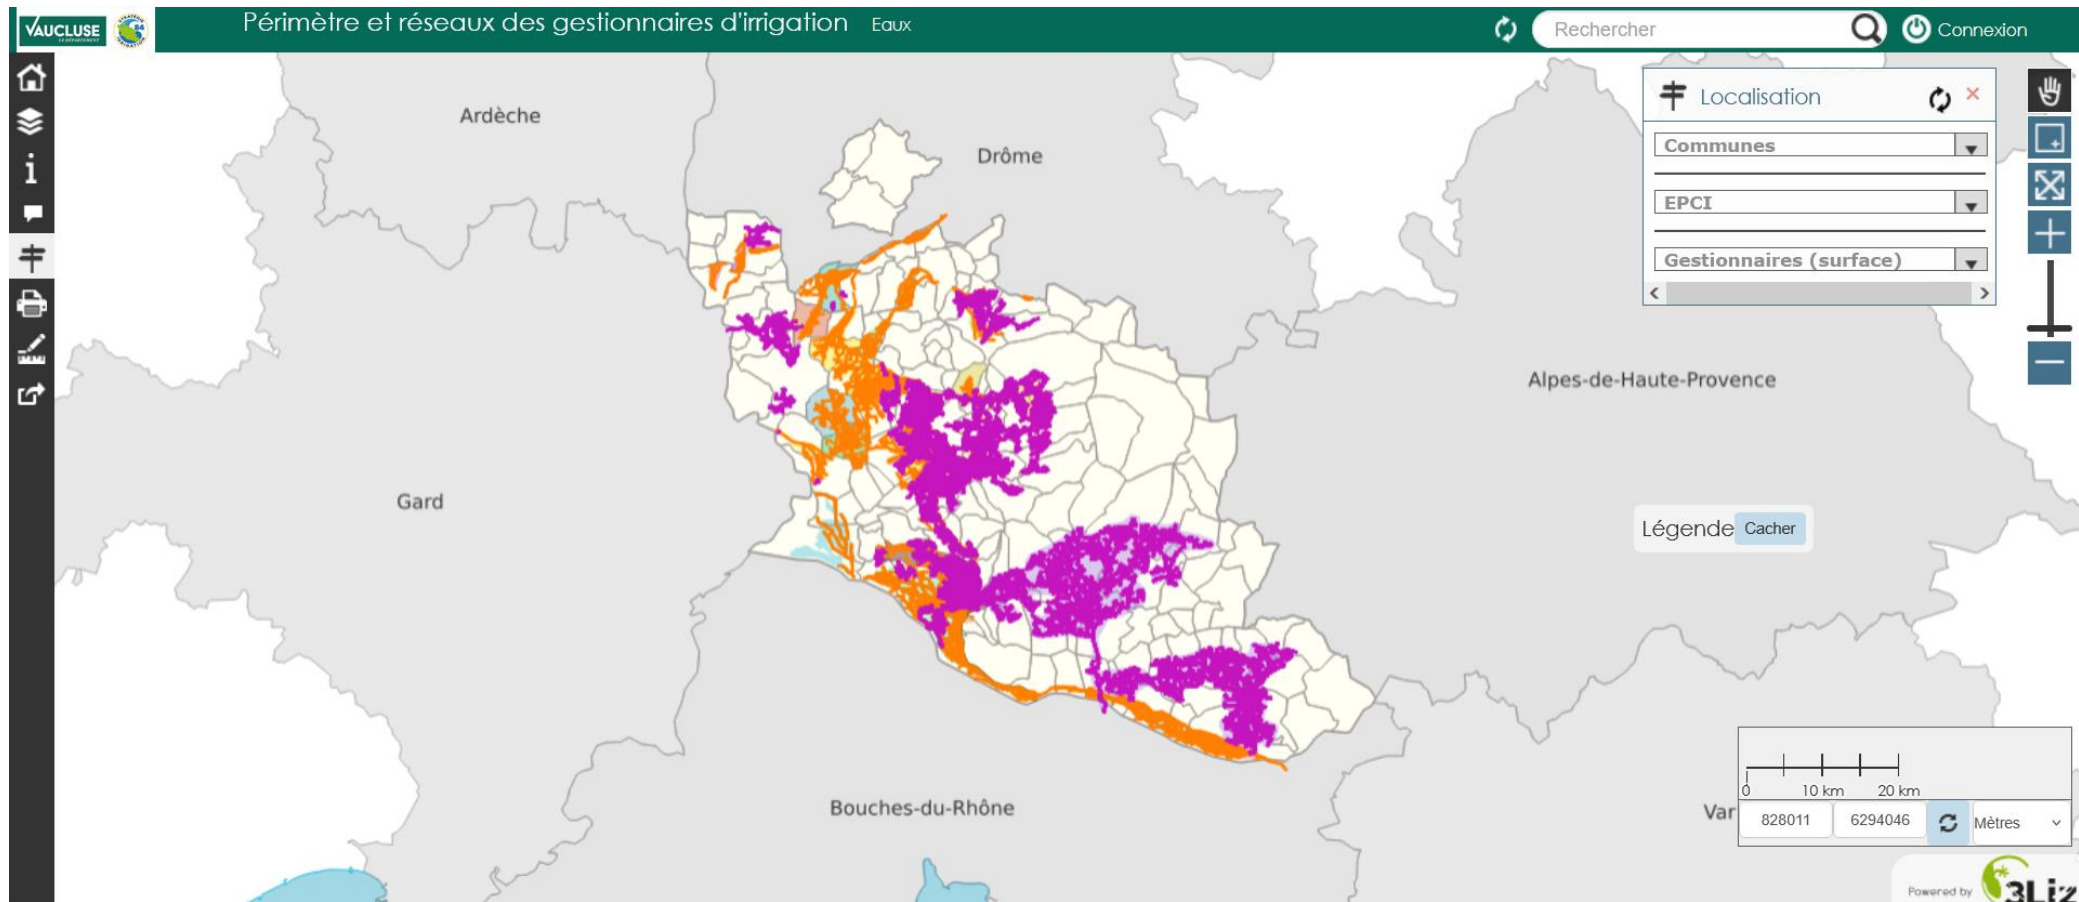 VAUCLUSE
Périmètre et réseaux des gestionnaires d'irrigation Eaux
Rechercher
Connexion
Localisation
Communes
EPCI
Gestionnaires (surface)
Ardèche
Drôme
Alpes-de-Haute-Provence
Gard
Légende Cacher
Bouches-du-Rhône
Var
0 10 km 20 km
828011 6294046 Mètres
Powered by 3Liz